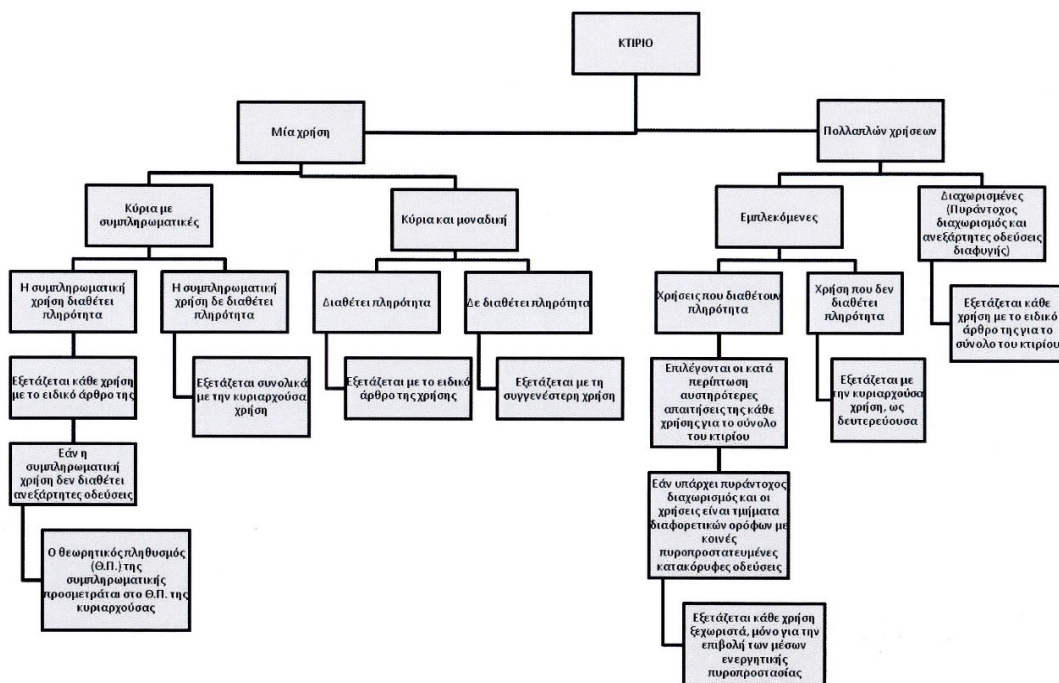 ΚΤΙΡΙΟ
Μία χρήση
Πολλαπλών χρήσεων
Κύρια με
συμπληρωματικές
Κύρια και μοναδική
Εμπλεκόμενες
Διαχωρισμένες
(Πυράντοχος
διαχωρισμός και
ανεξάρτητες οδεύσεις
διαφυγής)
Η συμπληρωματική
χρήση διαθέτει
πληρότητα
Η συμπληρωματική
χρήση δε διαθέτει
πληρότητα
Διαθέτει πληρότητα
Δε διαθέτει πληρότητα
Χρήσεις που διαθέτουν
πληρότητα
Χρήση που δεν
διαθέτει
πληρότητα
Εξετάζεται κάθε
χρήση με το ειδικό
άρθρο της για το
σύνολο του κτιρίου
Εξετάζεται κάθε χρήση
με το ειδικό άρθρο της
Εξετάζεται συνολικά
με την κυριαρχούσα
χρήση
Εξετάζεται με το ειδικό
άρθρο της χρήσης
Εξετάζεται με τη
συγγενέστερη χρήση
Επιλέγονται οι κατά
περίπτωση
αυστηρότερες
απαιτήσεις της κάθε
χρήσης για το σύνολο
του κτιρίου
Εξετάζεται με
την κυριαρχούσα
χρήση, ως
δευτερεύουσα
Εάν η
συμπληρωματική
χρήση δεν διαθέτει
ανεξάρτητες οδεύσεις
Εάν υπάρχει πυράντοχος
διαχωρισμός και οι
χρήσεις είναι τμήματα
διαφορετικών ορόφων με
κοινές
πυροπροστατευμένες
κατακόρυφες οδεύσεις
Ο θεωρητικός πληθυσμός
(Θ.Π.) της
συμπληρωματικής
προσμετράται στο Θ.Π. της
κυριαρχούσας
Εξετάζεται κάθε χρήση
ξεχωριστά, μόνο για την
επιβολή των μέσων
ενεργητικής
πυροπροστασίας